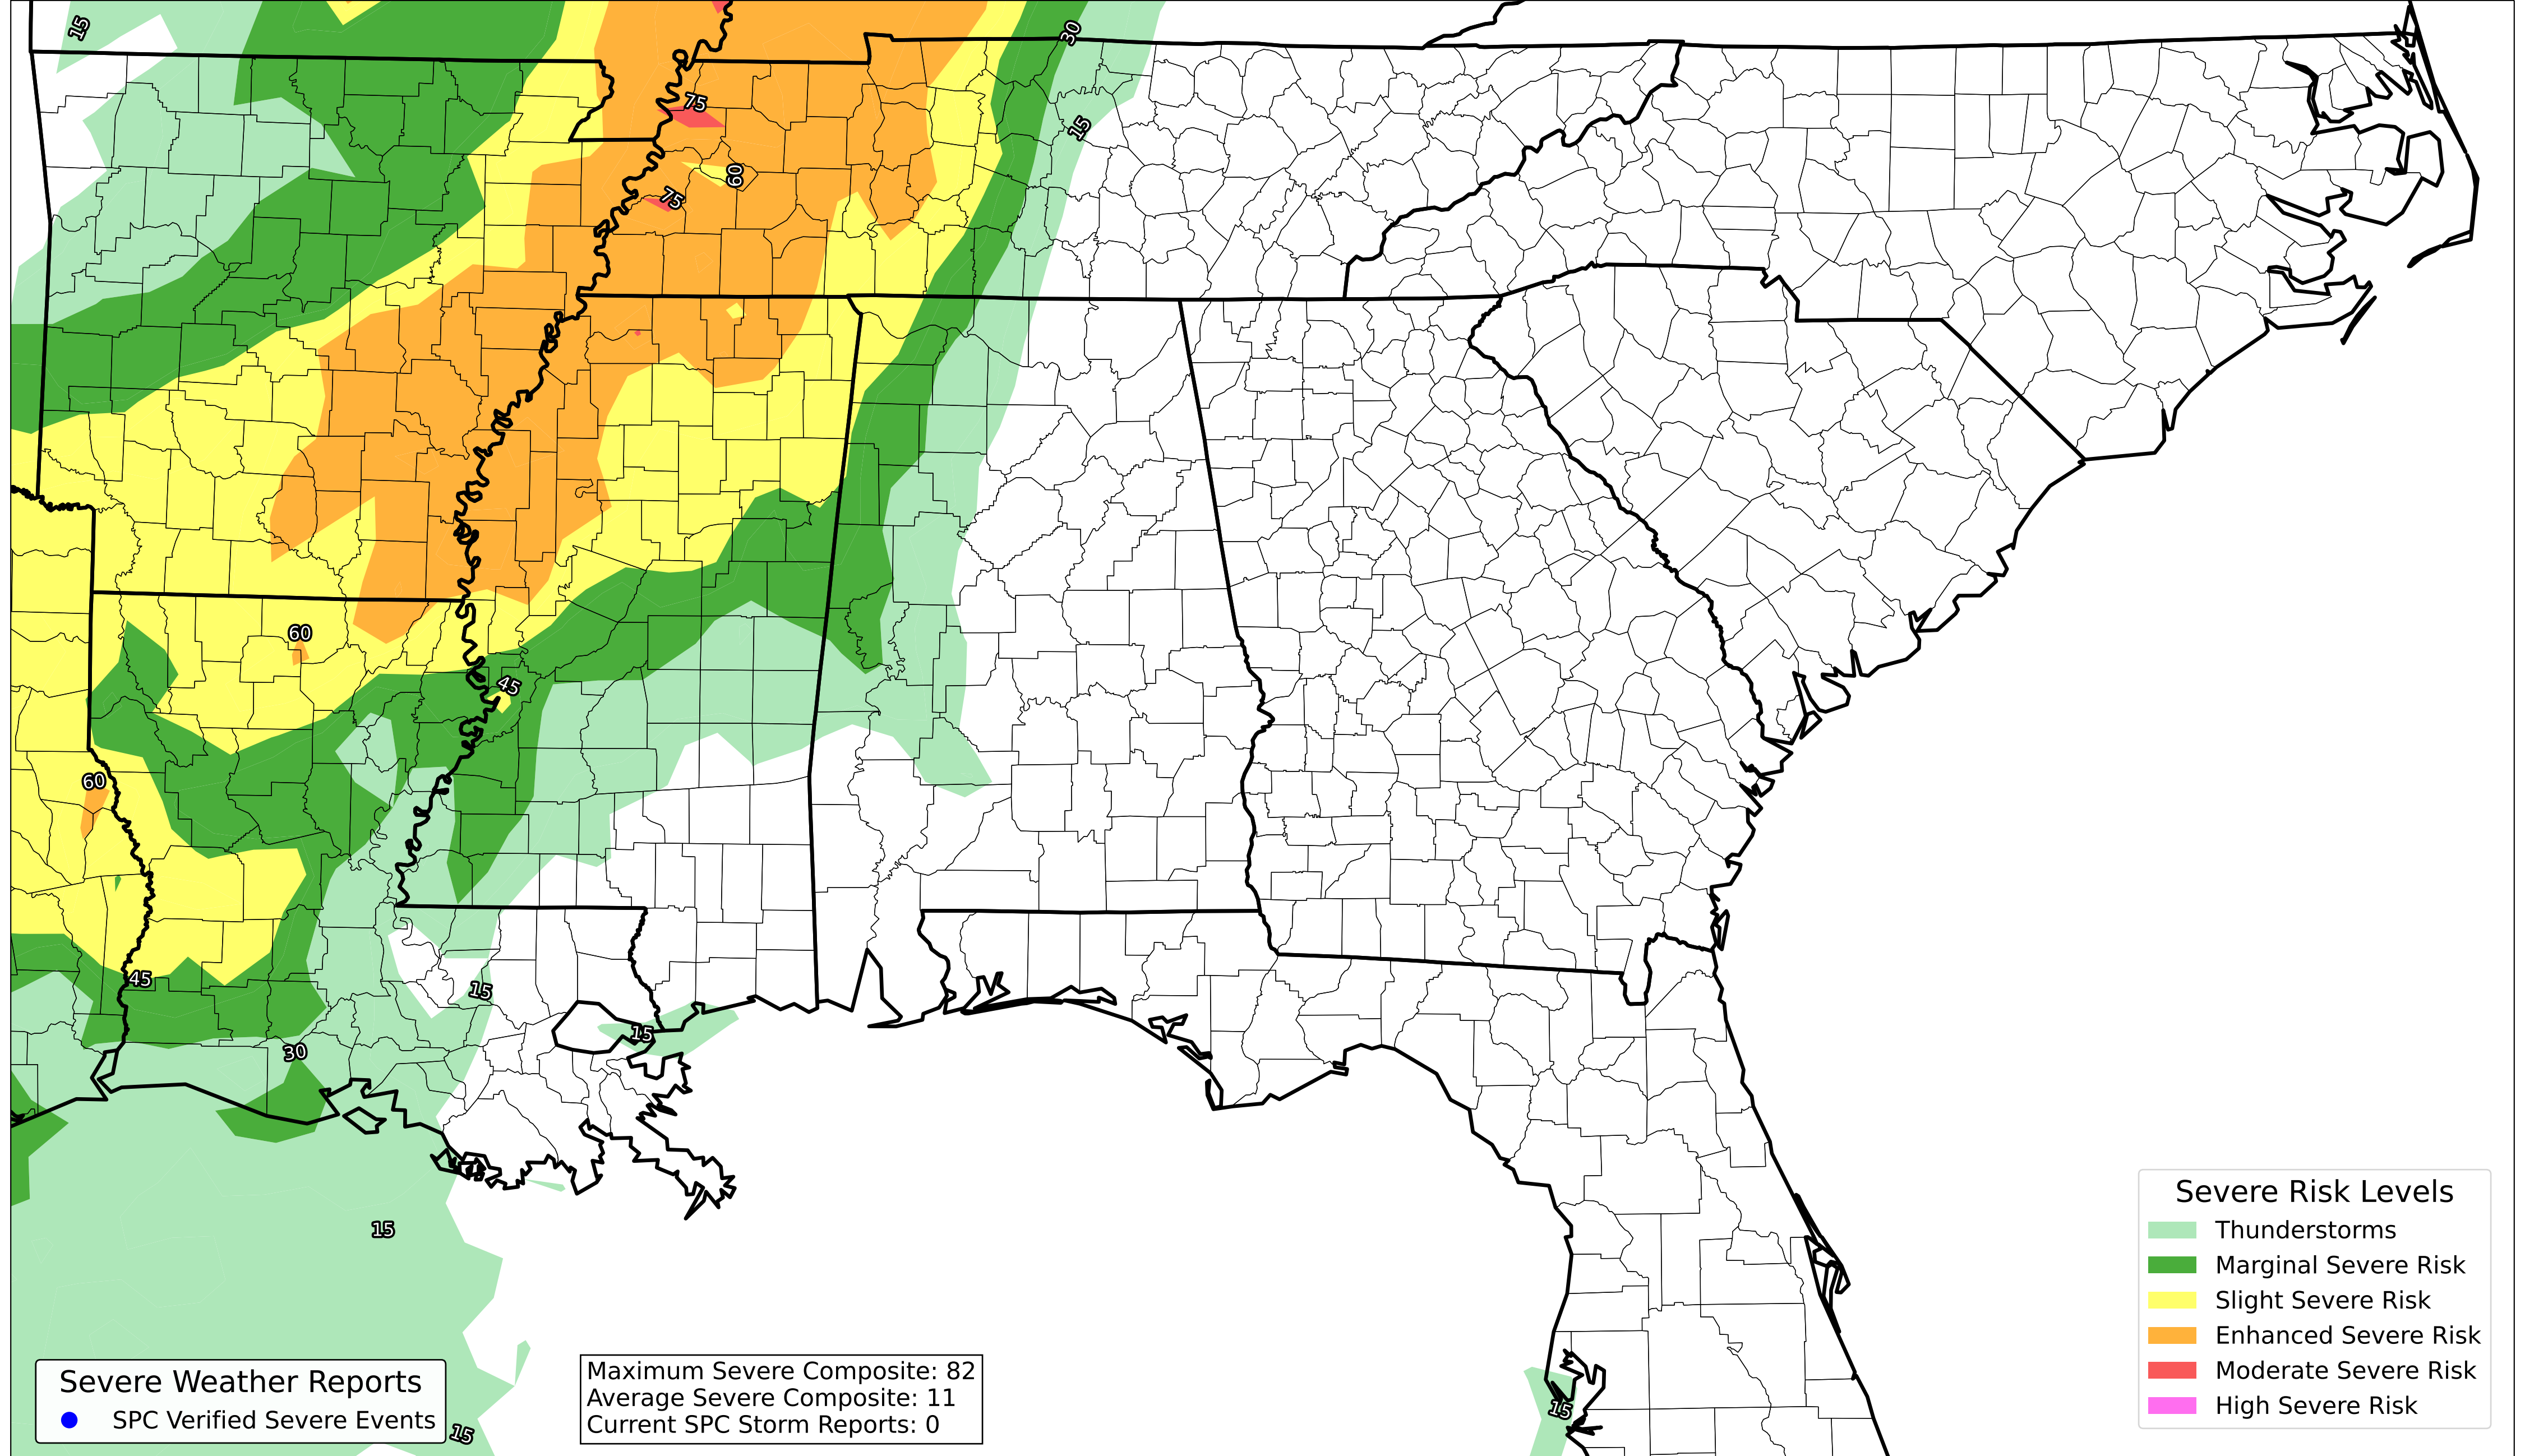 15
30
75
15
60
75
60
45
60
45
15
15
30
15
15
15
Severe Risk Levels
Thunderstorms
Marginal Severe Risk
Slight Severe Risk
Enhanced Severe Risk
Moderate Severe Risk
High Severe Risk
Severe Weather Reports
SPC Verified Severe Events
Maximum Severe Composite: 82
Average Severe Composite: 11
Current SPC Storm Reports: 0